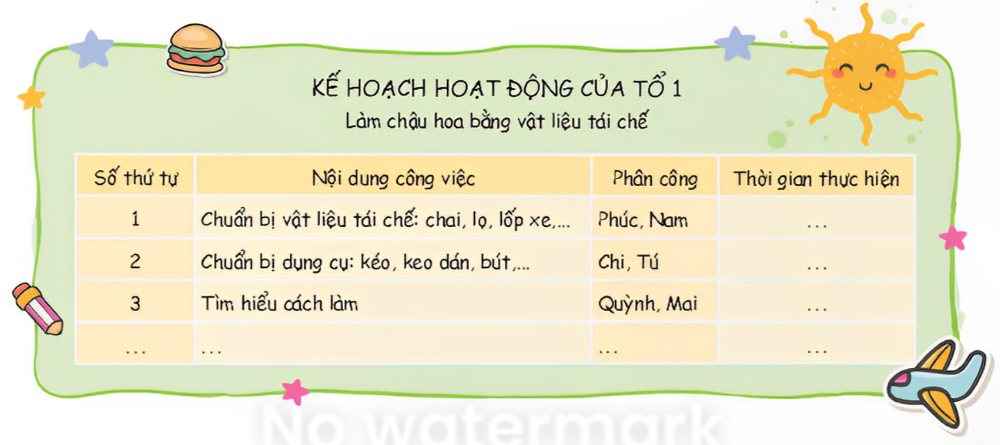 KẾ HOẠCH HOẠT ĐỘNG CỦA TỔ 1
Làm chậu hoa bằng vật liệu tái chế
Số thứ tự Nội dung công việc Phân công Thời gian thực hiện
1 Chuẩn bị vật liệu tái chế: chai, lọ, lốp xe,... Phúc, Nam ...
2 Chuẩn bị dụng cụ: kéo, keo dán, bút,... Chi, Tú ...
3 Tìm hiểu cách làm Quỳnh, Mai ...
... ... ... ...
No watermark